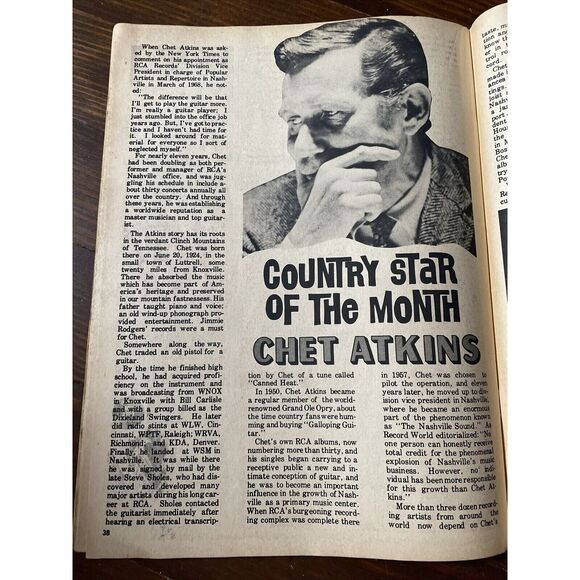 When Chet Atkins was ask-
ed by the New York Times to
comment on his appointment as
RCA Records' Division Vice
President in charge of Popular
Artists and Repertoire in Nash-
ville in March of 1968, he not-
ed:
"The difference will be that
I'll get to play the guitar more.
I'm really a guitar player; I
just stumbled into the office job
years ago. But, I've got to prac-
tice and I haven't had time for
it. I looked around for mat-
erial for everyone so I sort of
neglected myself."
For nearly eleven years, Chet
had been doubling as both per-
former and manager of RCA's
Nashville office, and was jug-
gling his schedule in include a-
bout thirty concerts annually all
over the country. And through
these years, he was establishing
a worldwide reputation as a
master musician and top guitar-
ist.
The Atkins story has its roots
in the verdant Clinch Mountains
of Tennessee. Chet was born
there on June 20, 1924, in the
small town of Luttrell, some
twenty miles from Knoxville.
There he absorbed the music
which has become part of Am-
erica's heritage and preserved in
our mountain fastnessess. His
father taught piano and voice;
an old wind-up phonograph pro-
vided entertainment. Jimmie
Rodgers' records were a must
for Chet.
Somewhere along the way,
Chet traded an old pistol for a
guitar.
By the time he finished high
school, he had acquired profic-
iency on the instrument and
was broadcasting from WNOX
in Knoxville with Bill Carlisle
and with a group billed as the
Dixieland Swingers. He later
did radio stints at WLW, Cin-
cinnati, WPTF, Raleigh; WRVA,
Richmond; and KDA, Denver.
Finally, he landed at WSM in
Nashville. It was while there
he was signed by mail by the
late Steve Sholes, who had dis-
covered and developed many
major artists during his long car-
eer at RCA. Sholes contacted
the guitarist immediately after
hearing an electrical transcrip-
38
COUNTRY STAR
OF THE MONTH
CHET ATKINS
tion by Chet of a tune called
"Canned Heat."
In 1950, Chet Atkins became
a regular member of the world-
renowned Grand Ole Opry, about
the time country fans were hum-
ming and buying "Galloping Gui-
tar."
Chet's own RCA albums, now
numbering more than thirty, and
his singles began carrying to a
receptive public a new and in-
timate conception of guitar, and
he was to become an important
influence in the growth of Nash-
ville as a primary music center.
When RCA's burgeoning record-
ing complex was complete there
in 1967, Chet was chosen to
pilot the operation, and eleven
years later, he moved up to divi-
sion vice president in Nashville,
where he became an enormous
part of the phenomenon known
as "The Nashville Sound." As
Record World editorialized: "No
one person can honestly receive
total credit for the phenomenal
explosion of Nashville's music
business. However, no indi-
vidual has been more responsible
for this growth than Chet At-
kins."
More than three dozen record-
ing artists from around the
world now depend on Chet's